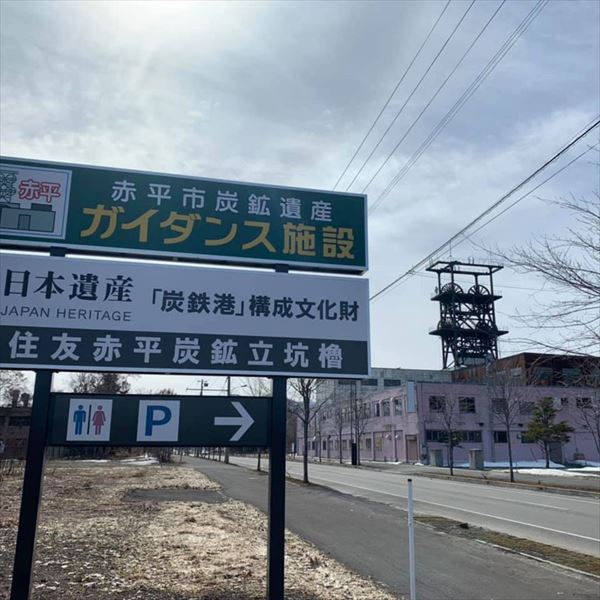 赤平
赤平市炭鉱遺産
ガイダンス施設
日本遺産
JAPAN HERITAGE
「炭鉄港」構成文化財
住友赤平炭鉱立坑櫓
P